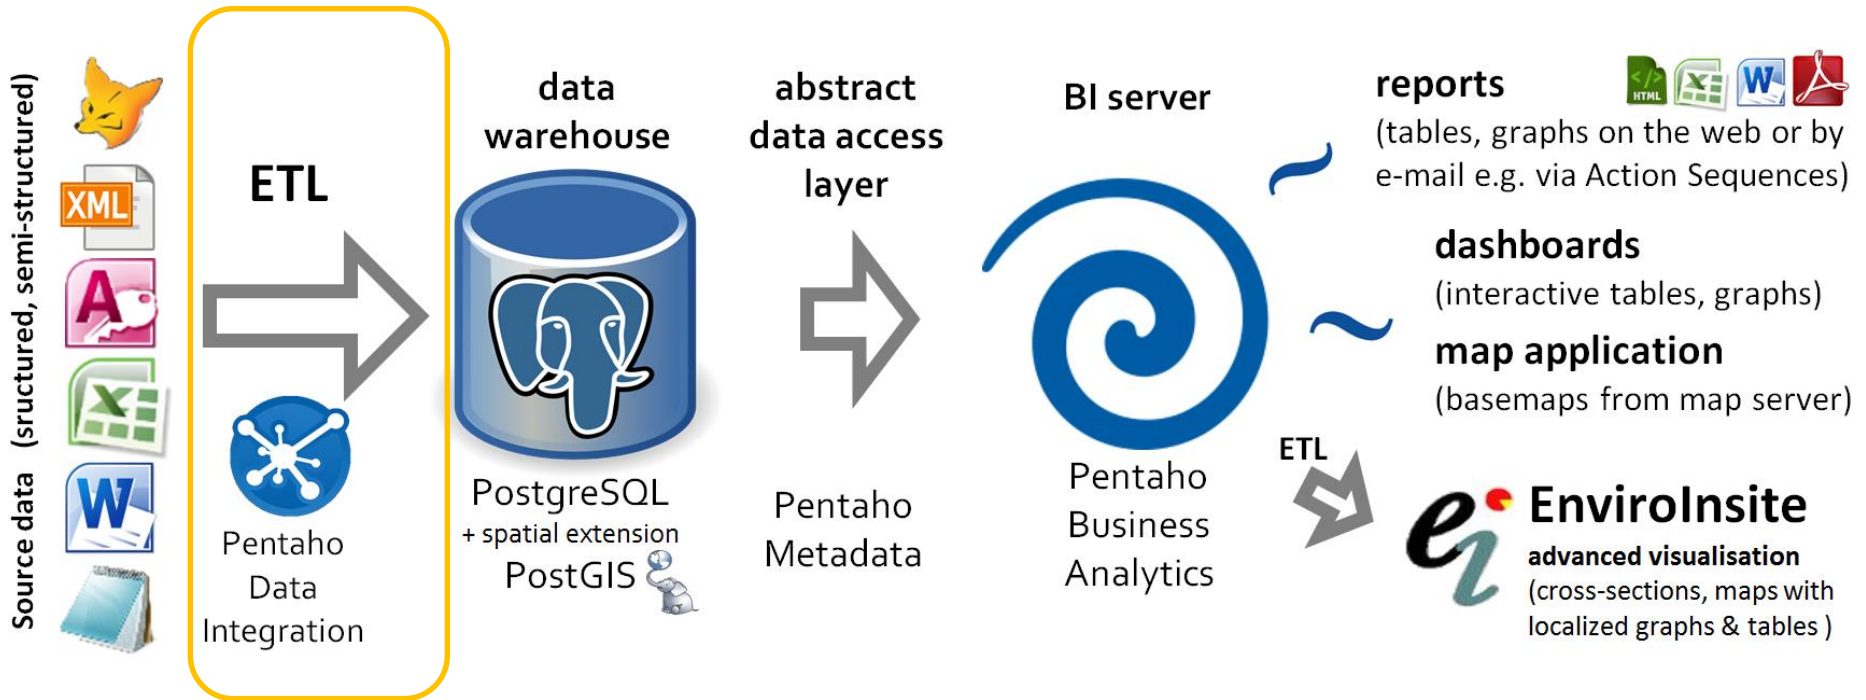 Source data (sructured, semi-structured)
XML
A
X
W
ETL
Pentaho
Data
Integration
data
warehouse
PostgreSQL
+ spatial extension
PostGIS
abstract
data access
layer
Pentaho
Metadata
BI server
Pentaho
Business
Analytics
reports
</>
HTML
X
W
(tables, graphs on the web or by
e-mail e.g. via Action Sequences)
dashboards
(interactive tables, graphs)
map application
(basemaps from map server)
ETL
ei
EnviroInsite
advanced visualisation
(cross-sections, maps with
localized graphs & tables )